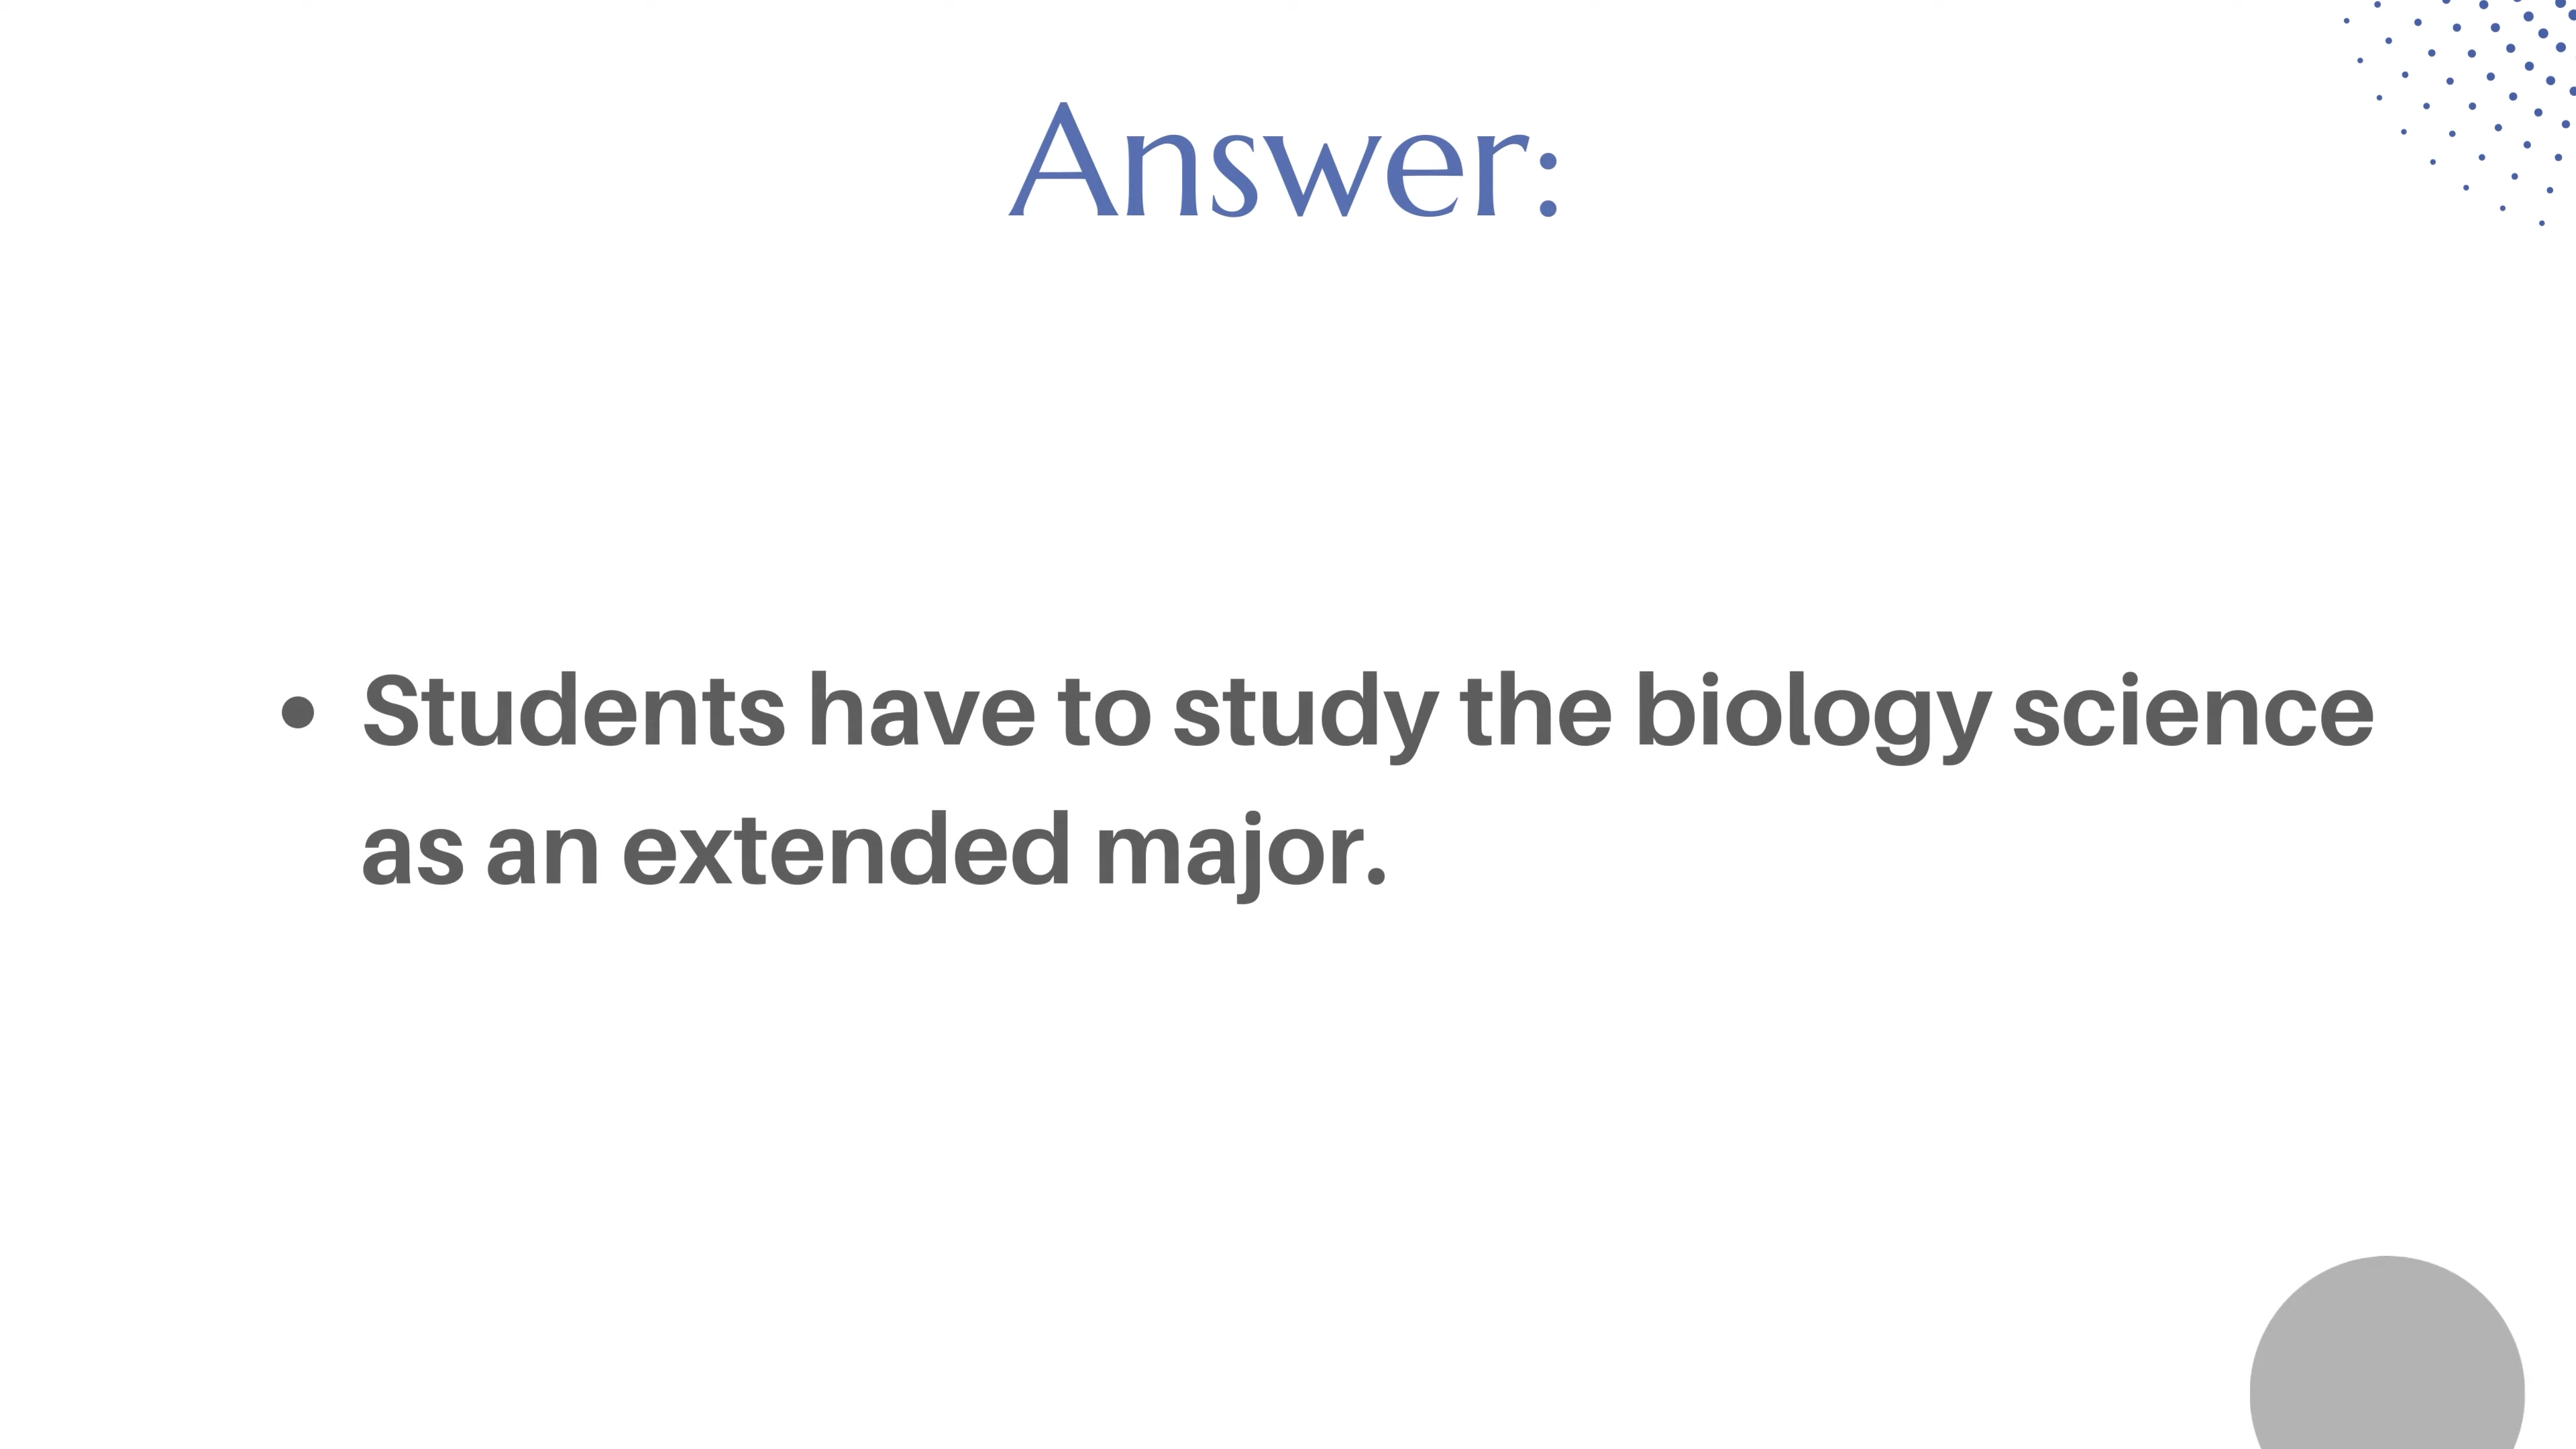 Answer:
• Students have to study the biology science
as an extended major.